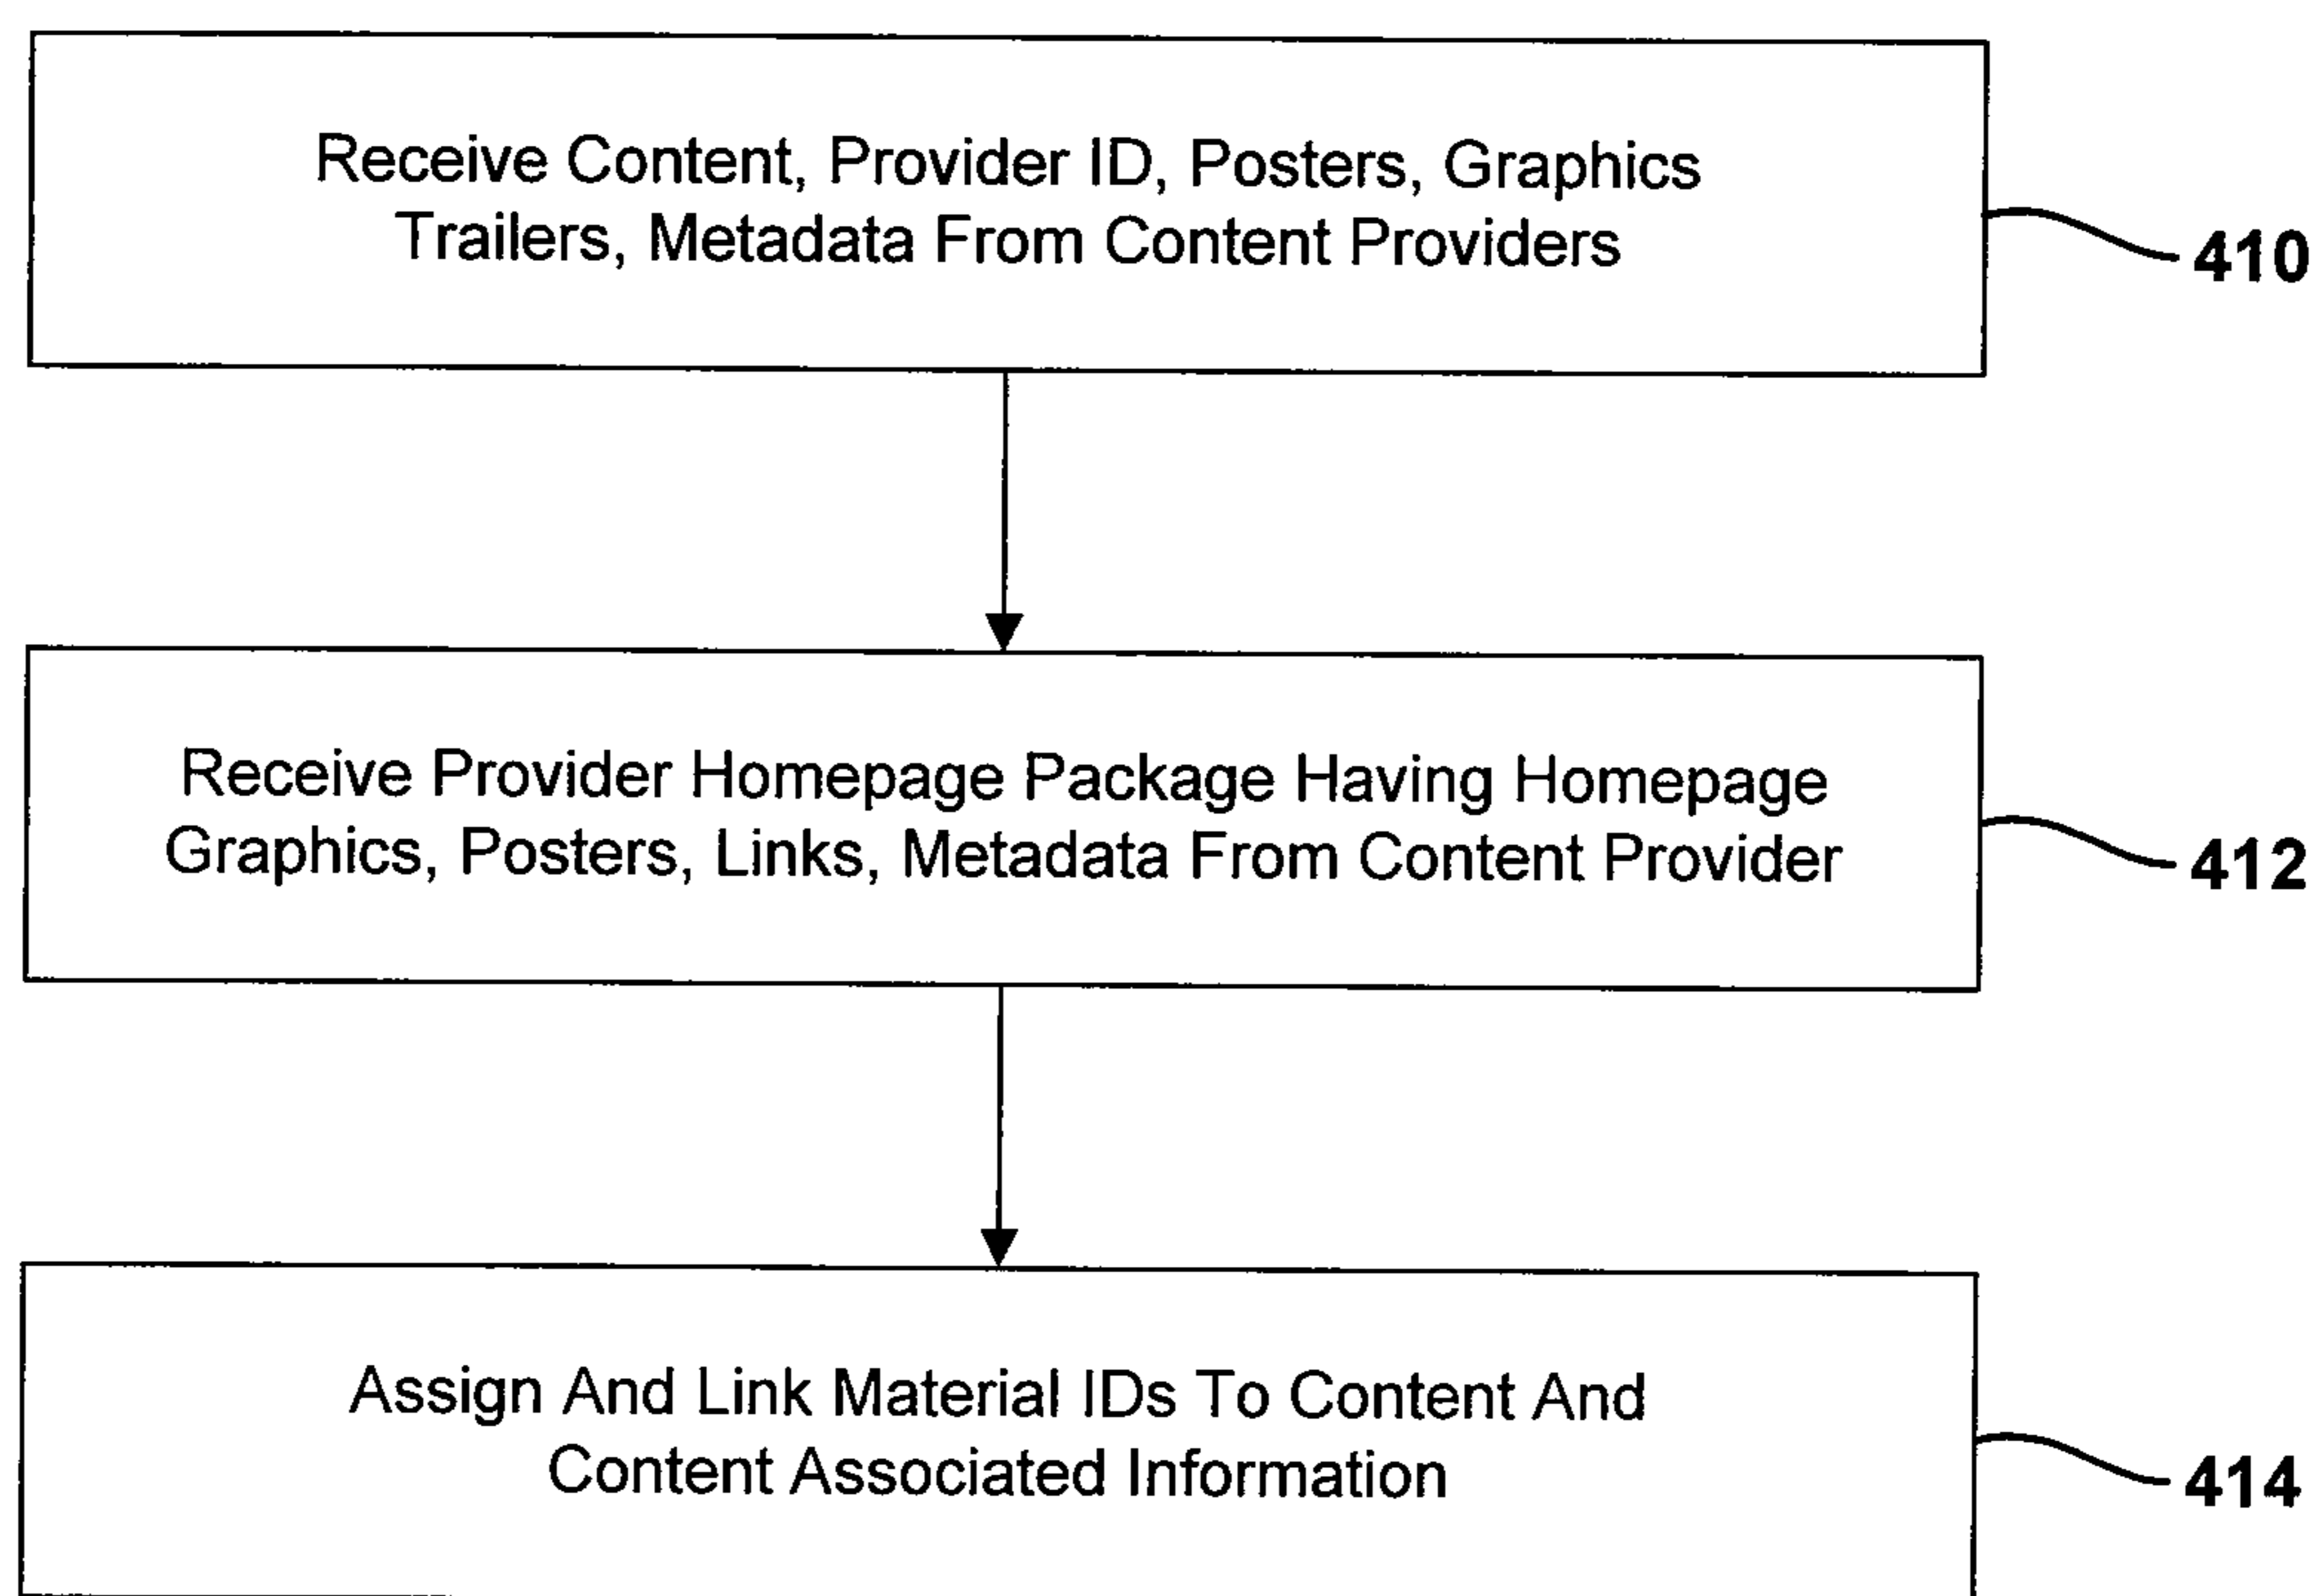 Receive Content, Provider ID, Posters, Graphics
Trailers, Metadata From Content Providers
410
Receive Provider Homepage Package Having Homepage
Graphics, Posters, Links, Metadata From Content Provider
412
Assign And Link Material IDs To Content And
Content Associated Information
414